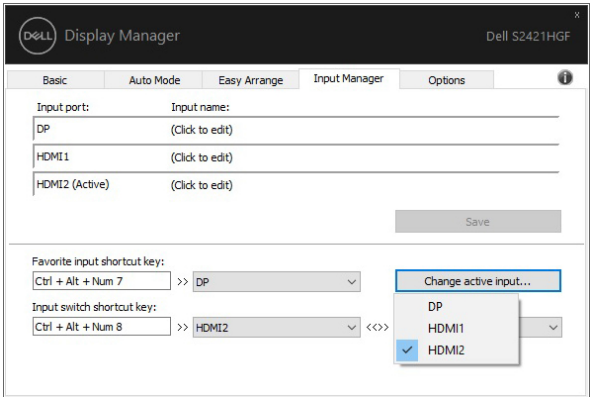 x
DELL Display Manager Dell S2421HGF
Basic Auto Mode Easy Arrange Input Manager Options i
Input port: Input name:
DP (Click to edit)
HDMI1 (Click to edit)
HDMI2 (Active) (Click to edit)
Save
Favorite input shortcut key:
Ctrl + Alt + Num 7 >> DP Change active input...
Input switch shortcut key:
Ctrl + Alt + Num 8 >> HDMI2 <<>>
DP
HDMI1
HDMI2